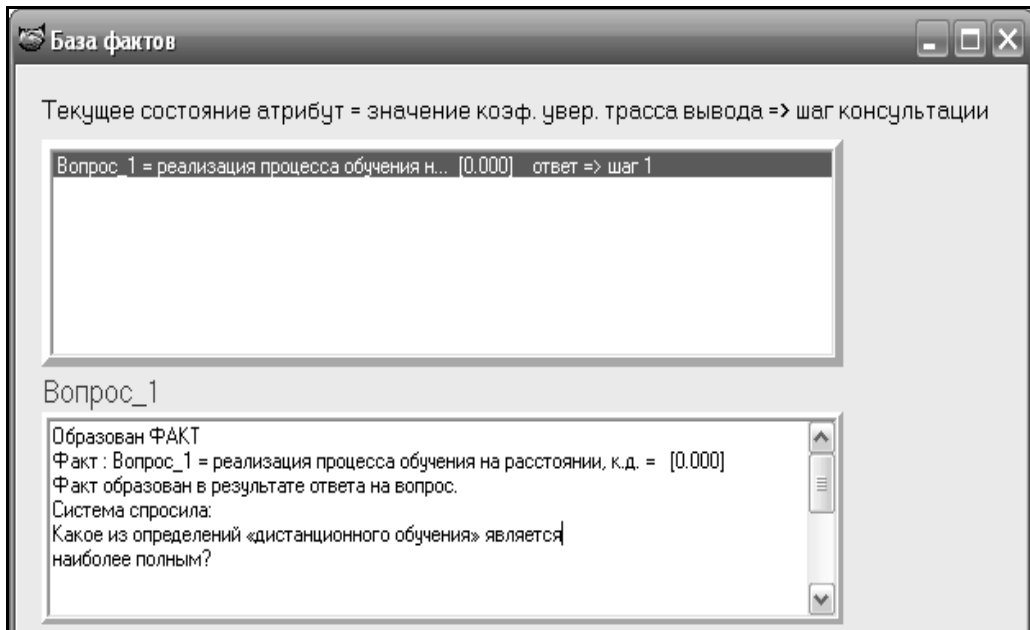 База фактов
Текущее состояние атрибут = значение коэф. увер. трасса вывода => шаг консультации
Вопрос_1 = реализация процесса обучения н... [0.000] ответ => шаг 1
Вопрос_1
Образован ФАКТ
Факт : Вопрос_1 = реализация процесса обучения на расстоянии, к.д. = [0.000]
Факт образован в результате ответа на вопрос.
Система спросила:
Какое из определений «дистанционного обучения» является
наиболее полным?